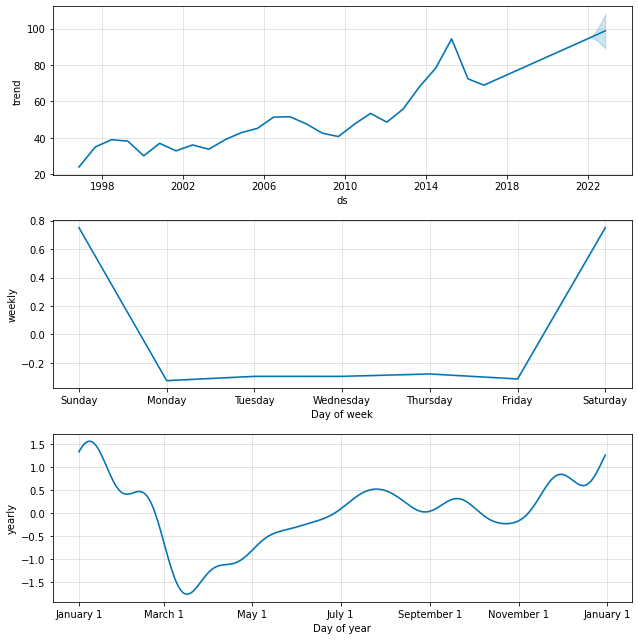 100
80
60
40
20
trend
1998 2002 2006 2010 2014 2018 2022
ds
0.8
0.6
0.4
0.2
0.0
−0.2
weekly
Sunday Monday Tuesday Wednesday Thursday Friday Saturday
Day of week
1.5
1.0
0.5
0.0
−0.5
−1.0
−1.5
yearly
January 1 March 1 May 1 July 1 September 1 November 1 January 1
Day of year